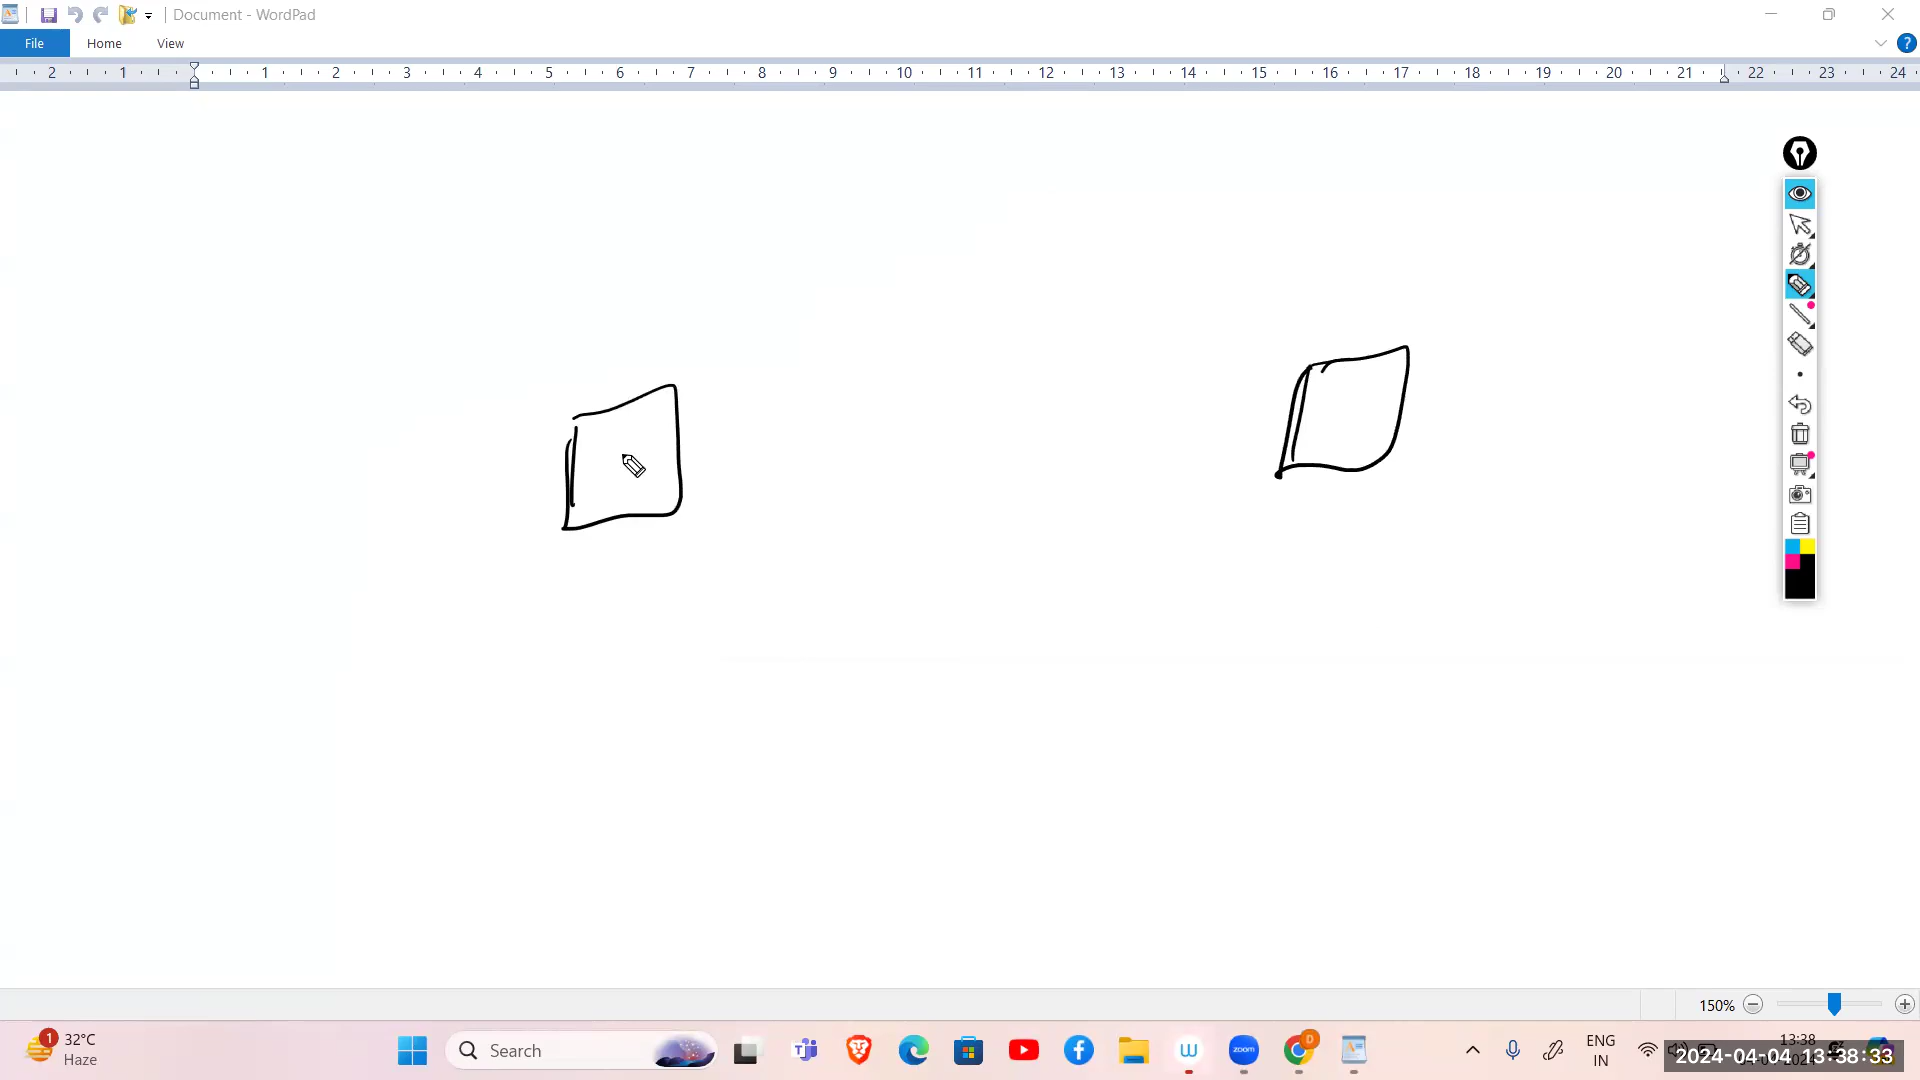 Document - WordPad
File Home View
2 1 1 2 3 4 5 6 7 8 9 10 11 12 13 14 15 16 17 18 19 20 21 22 23 24
150%
1 32°C
Haze
Search
zoom
D
ENG
IN
13:38
2024-04-04 13:38:33